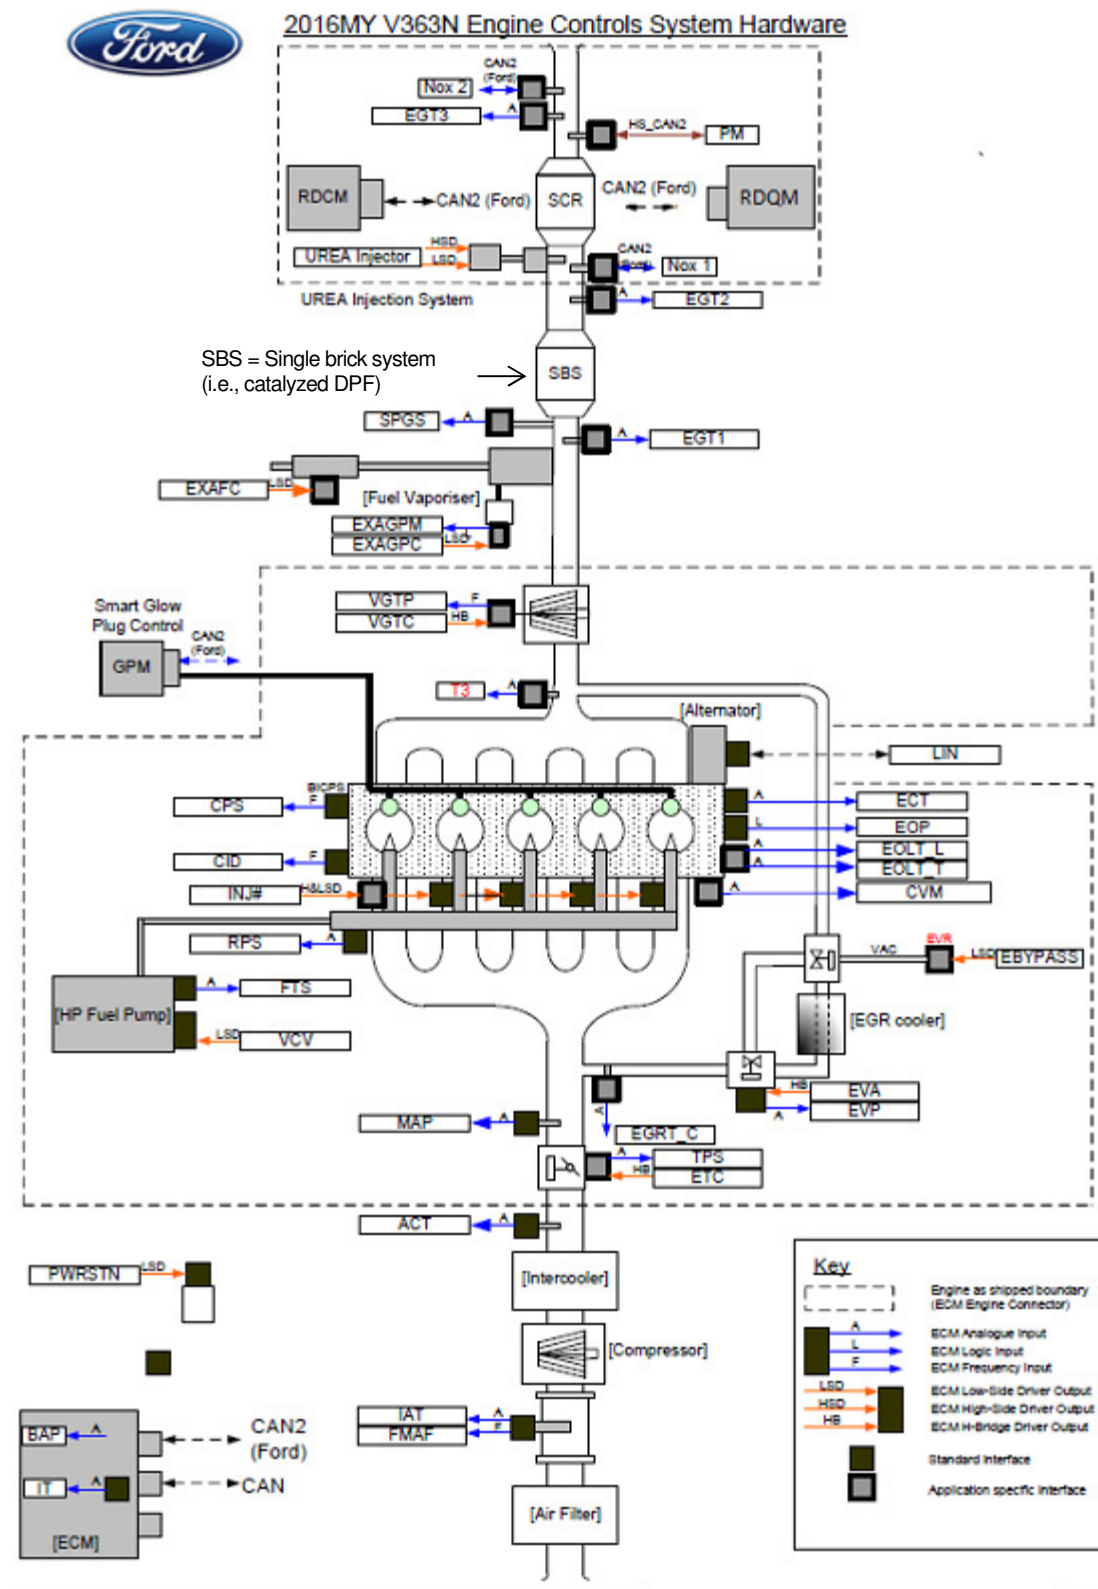 Ford
2016MY V363N Engine Controls System Hardware
CAN2
(Ford)
Nox 2
A
EGT3
HS_CAN2
PM
RDCM
CAN2 (Ford)
SCR
CAN2 (Ford)
RDQM
HSD
UREA Injector
LSD
CAN2
(Ford)
Nox 1
UREA Injection System
A
EGT2
SBS = Single brick system
(i.e., catalyzed DPF)
SBS
SPGS
A
A
EGT1
EXAFC
LSD
[Fuel Vaporiser]
EXAGPM
EXAGPC
LSD
VGTP
F
VGTC
HB
Smart Glow
Plug Control
CAN2
(Ford)
GPM
T3
A
[Alternator]
LIN
BICPS
CPS
F
A
ECT
L
EOP
CID
F
A
EOLT_L
A
EOLT_T
INJ#
H&LSD
A
CVM
RPS
A
VAC
EVR
LSD
EBYPASS
[HP Fuel Pump]
A
FTS
LSD
VCV
[EGR cooler]
HB
EVA
A
EVP
MAP
A
A
EGRT_C
A
TPS
HB
ETC
ACT
A
PWRSTN
LSD
[Intercooler]
[Compressor]
IAT
A
FMAF
F
[Air Filter]
BAP
A
CAN2
(Ford)
IT
A
CAN
[ECM]
Key
Engine as shipped boundary
(ECM Engine Connector)
A
ECM Analogue Input
L
ECM Logic Input
F
ECM Frequency Input
LSD
ECM Low-Side Driver Output
HSD
ECM High-Side Driver Output
HB
ECM H-Bridge Driver Output
Standard Interface
Application specific Interface